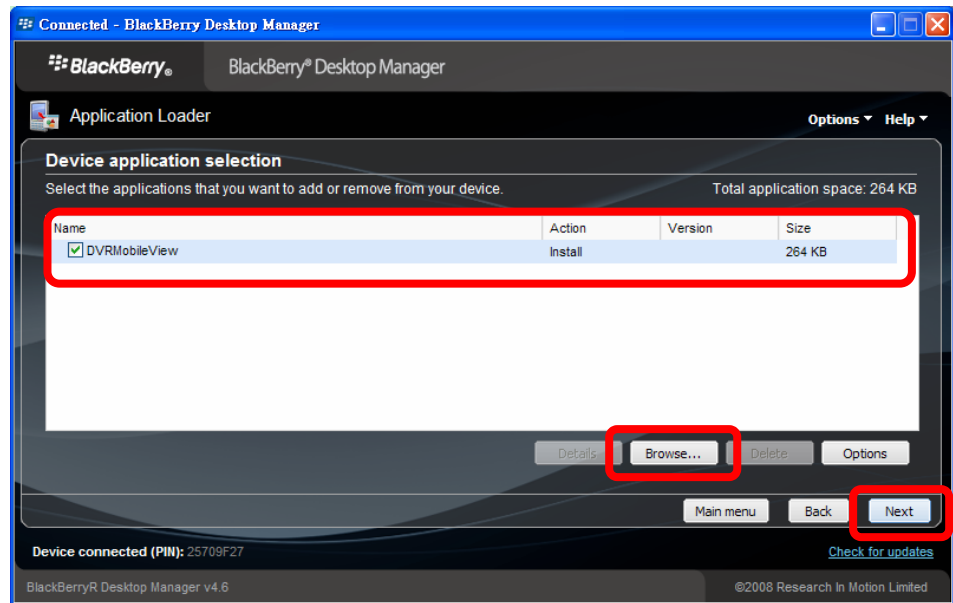 Connected - BlackBerry Desktop Manager
BlackBerry® BlackBerry® Desktop Manager
Application Loader Options Help
Device application selection
Select the applications that you want to add or remove from your device. Total application space: 264 KB
Name Action Version Size
DVRMobileView Install 264 KB
Details Browse... Delete Options
Main menu Back Next
Device connected (PIN): 25709F27 Check for updates
BlackBerryR Desktop Manager v4.6 ©2008 Research In Motion Limited